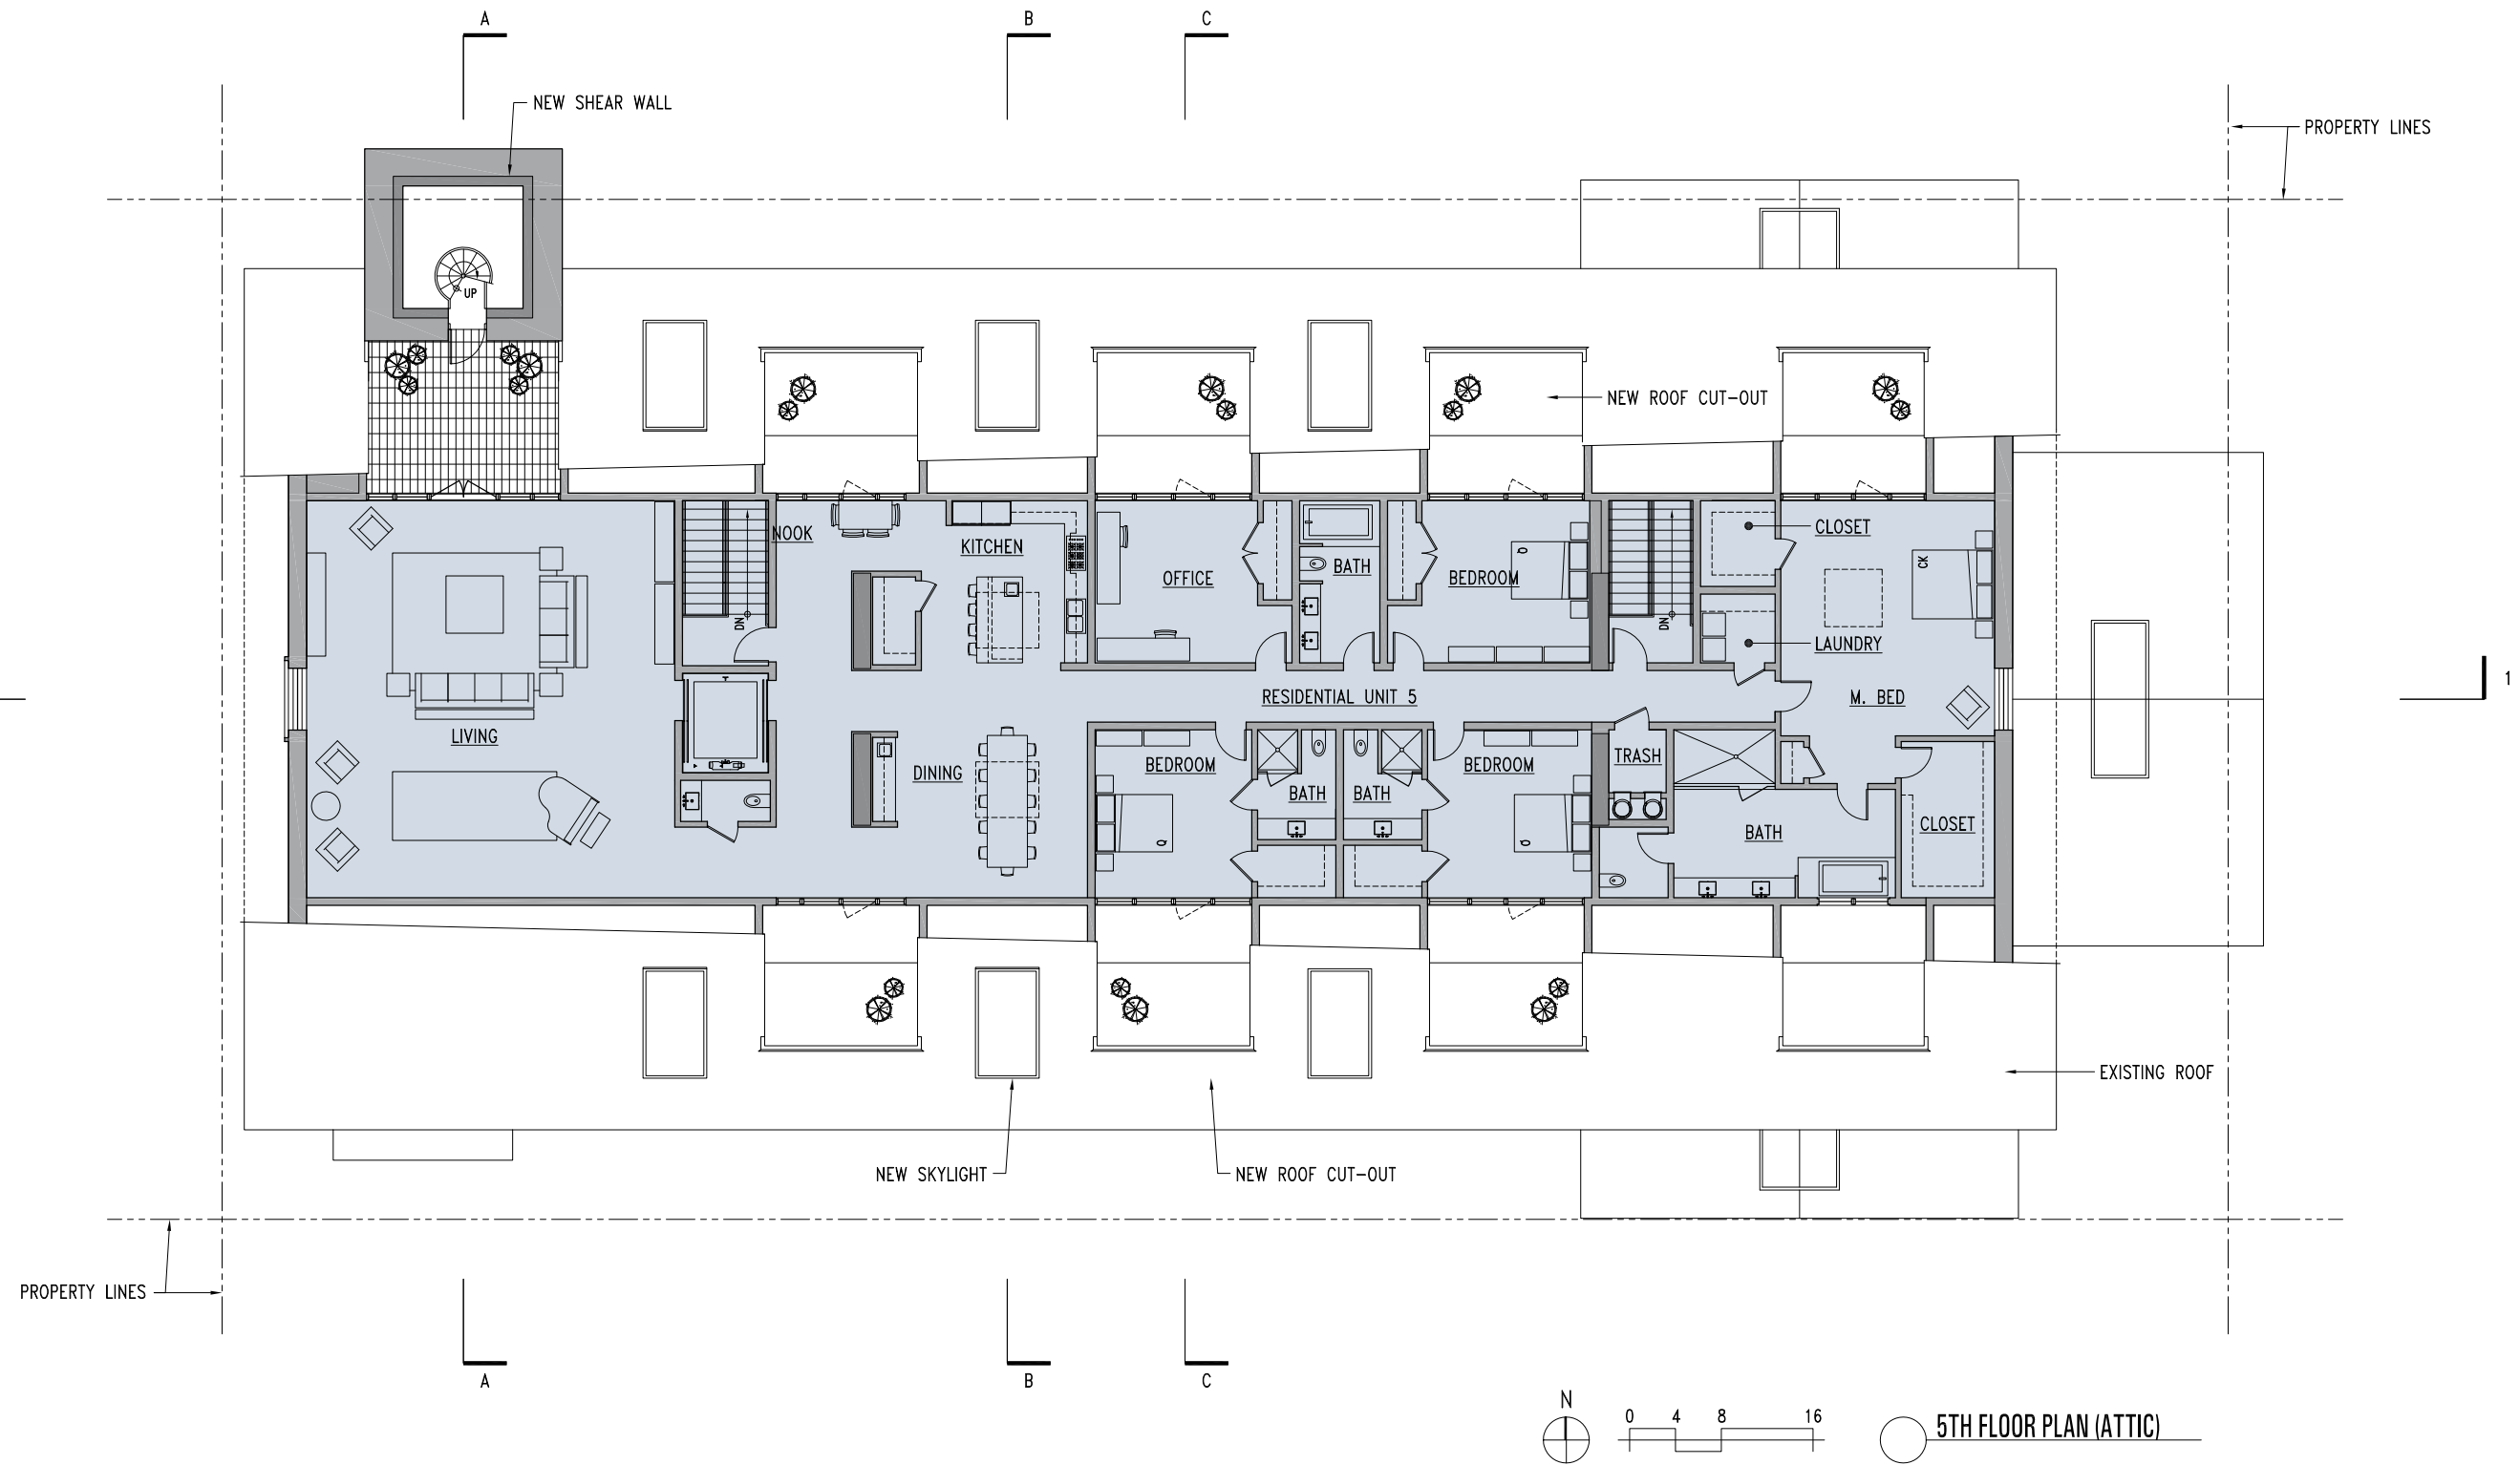 A
B
C
NEW SHEAR WALL
PROPERTY LINES
UP
NEW ROOF CUT-OUT
NOOK
KITCHEN
OFFICE
BATH
BEDROOM
CLOSET
CK
DN
DN
LAUNDRY
RESIDENTIAL UNIT 5
M. BED
1
LIVING
DINING
BEDROOM
BATH
BATH
BEDROOM
TRASH
BATH
CLOSET
EXISTING ROOF
NEW SKYLIGHT
NEW ROOF CUT-OUT
PROPERTY LINES
A
B
C
N
0 4 8 16
5TH FLOOR PLAN (ATTIC)